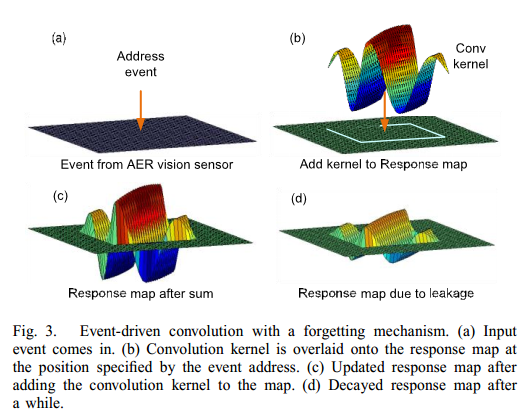 (a)
Address
event
Event from AER vision sensor
(b)
Conv
kernel
Add kernel to Response map
(c)
Response map after sum
(d)
Response map due to leakage
Fig. 3. Event-driven convolution with a forgetting mechanism. (a) Input
event comes in. (b) Convolution kernel is overlaid onto the response map at
the position specified by the event address. (c) Updated response map after
adding the convolution kernel to the map. (d) Decayed response map after
a while.